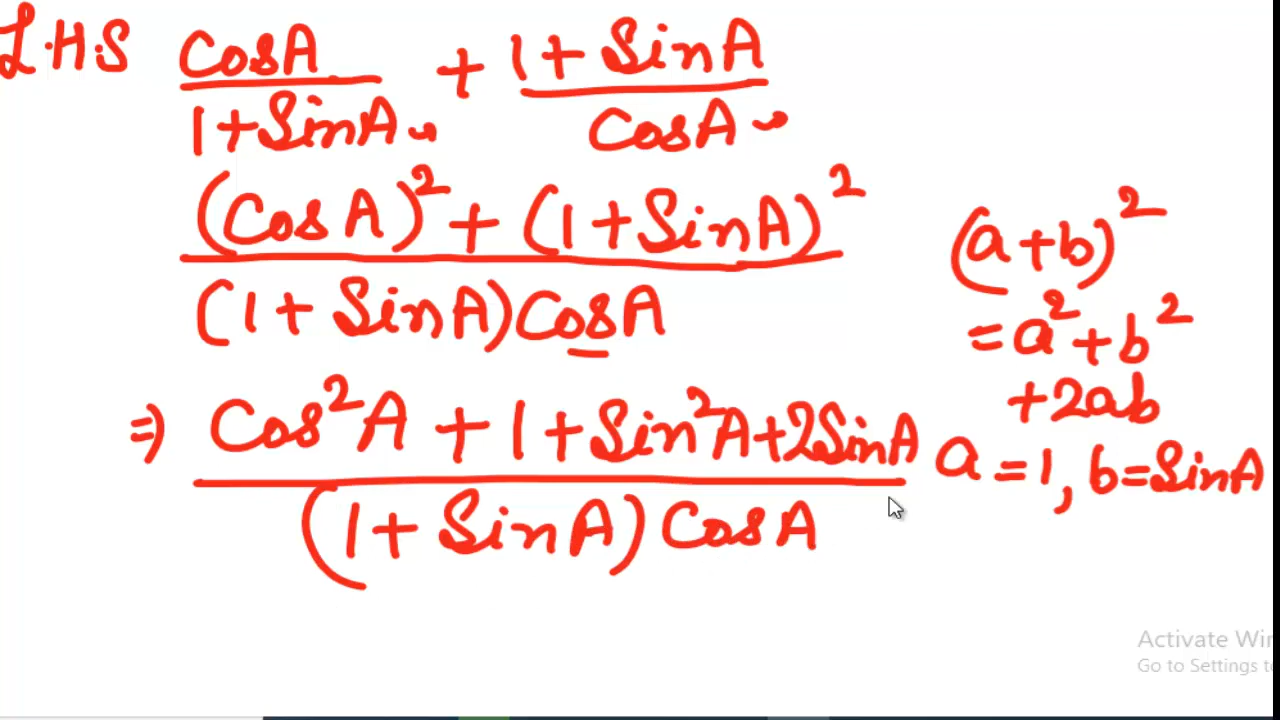 L.H.S CosA/(1+SinA) + (1+SinA)/CosA
((CosA)² + (1+SinA)²)/((1+SinA)CosA)
⇒ (Cos²A + 1 + Sin²A + 2SinA)/((1+SinA)CosA)
(a+b)²
= a² + b²
+2ab
a = 1, b = SinA
Activate Win
Go to Settings t